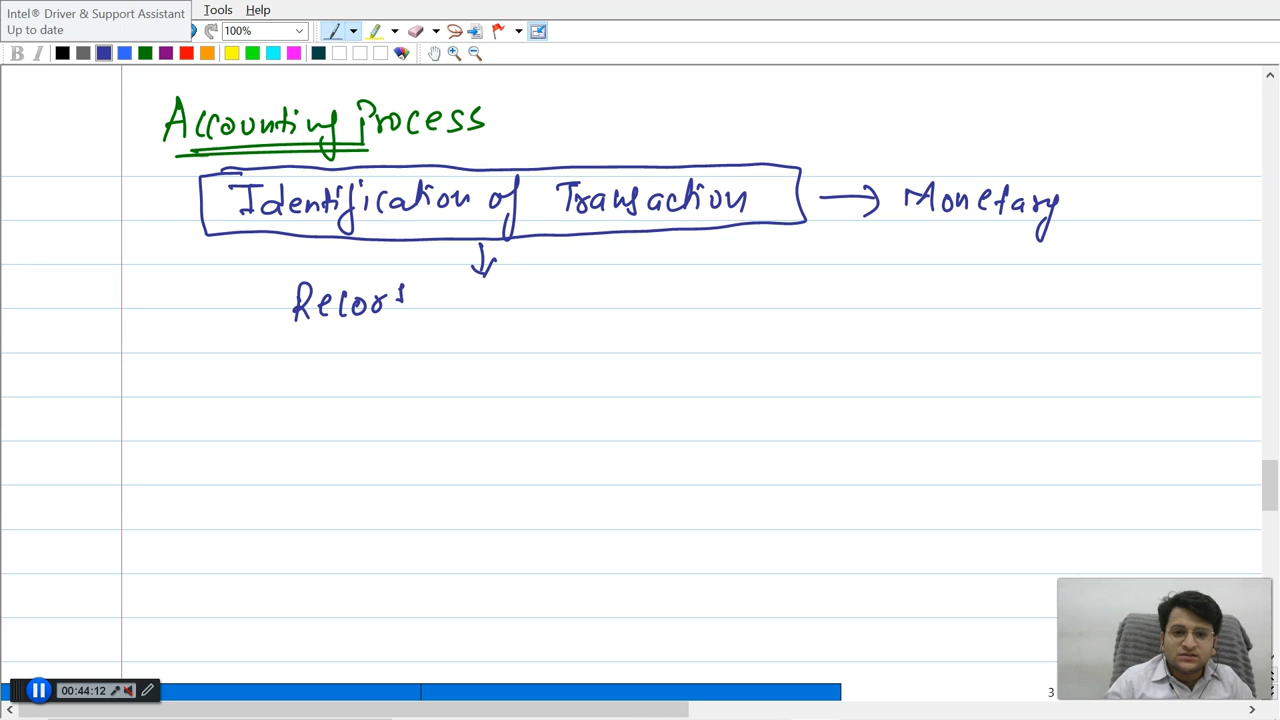 Intel® Driver & Support Assistant
Up to date
Tools Help
100%
B I
Accounting Process
Identification of Transaction → Monetary
↓
Recor
00:44:12
3